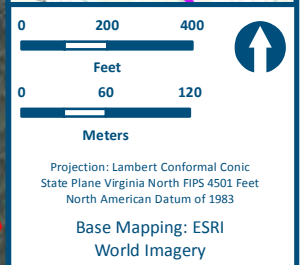 0 200 400
Feet
0 60 120
Meters
Projection: Lambert Conformal Conic
State Plane Virginia North FIPS 4501 Feet
North American Datum of 1983
Base Mapping: ESRI
World Imagery